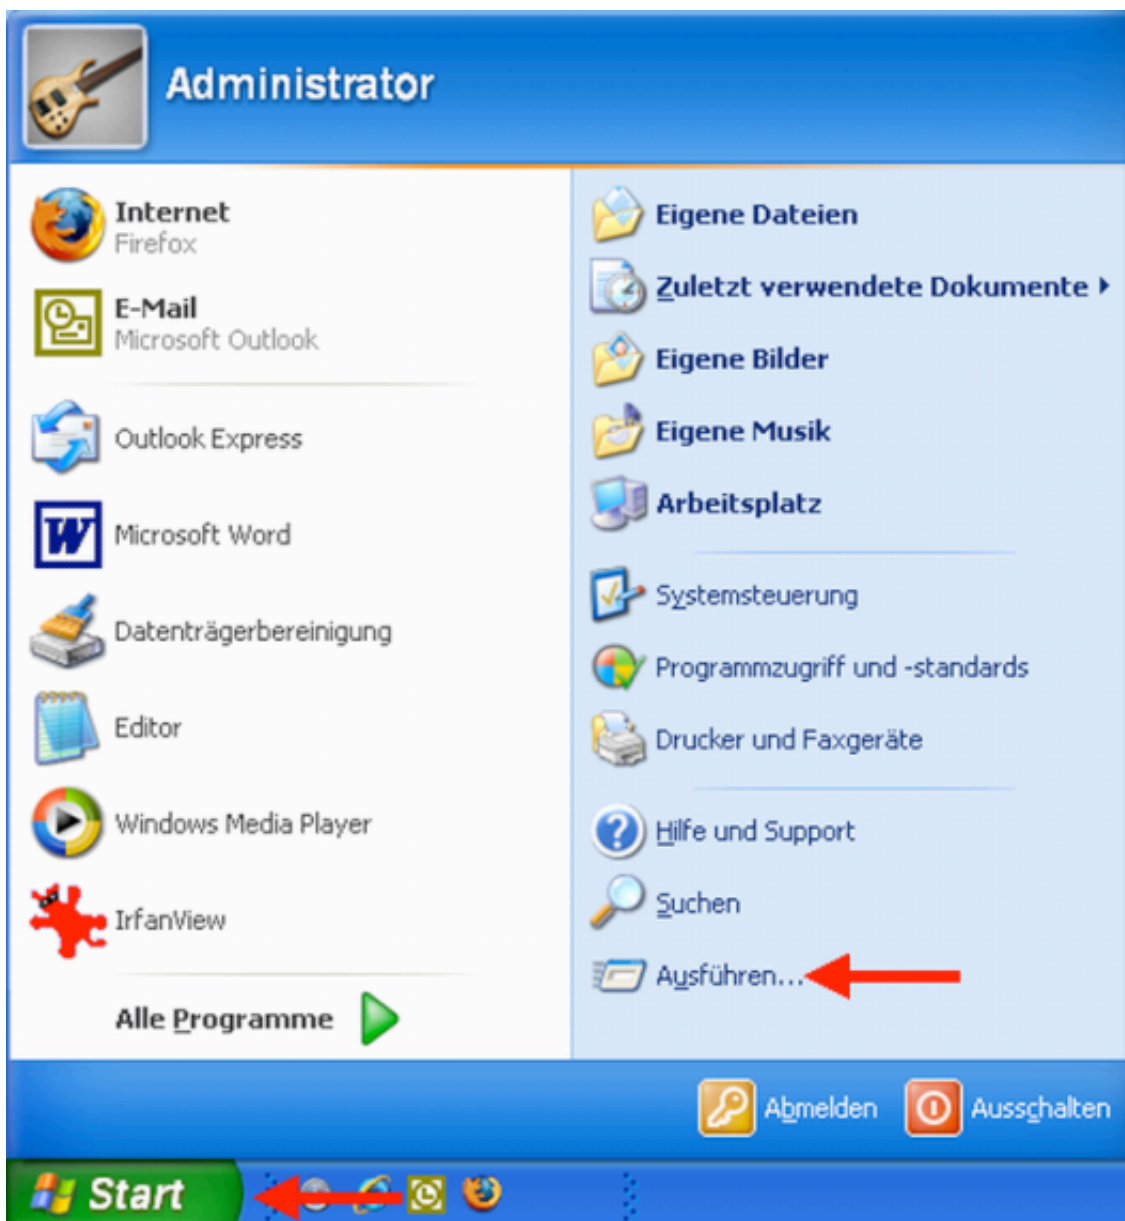 Administrator
Internet
Firefox
E-Mail
Microsoft Outlook
Outlook Express
Microsoft Word
Datenträgerbereinigung
Editor
Windows Media Player
IrfanView
Alle Programme
Eigene Dateien
Zuletzt verwendete Dokumente
Eigene Bilder
Eigene Musik
Arbeitsplatz
Systemsteuerung
Programmzugriff und -standards
Drucker und Faxgeräte
Hilfe und Support
Suchen
Ausführen...
Abmelden
Ausschalten
Start